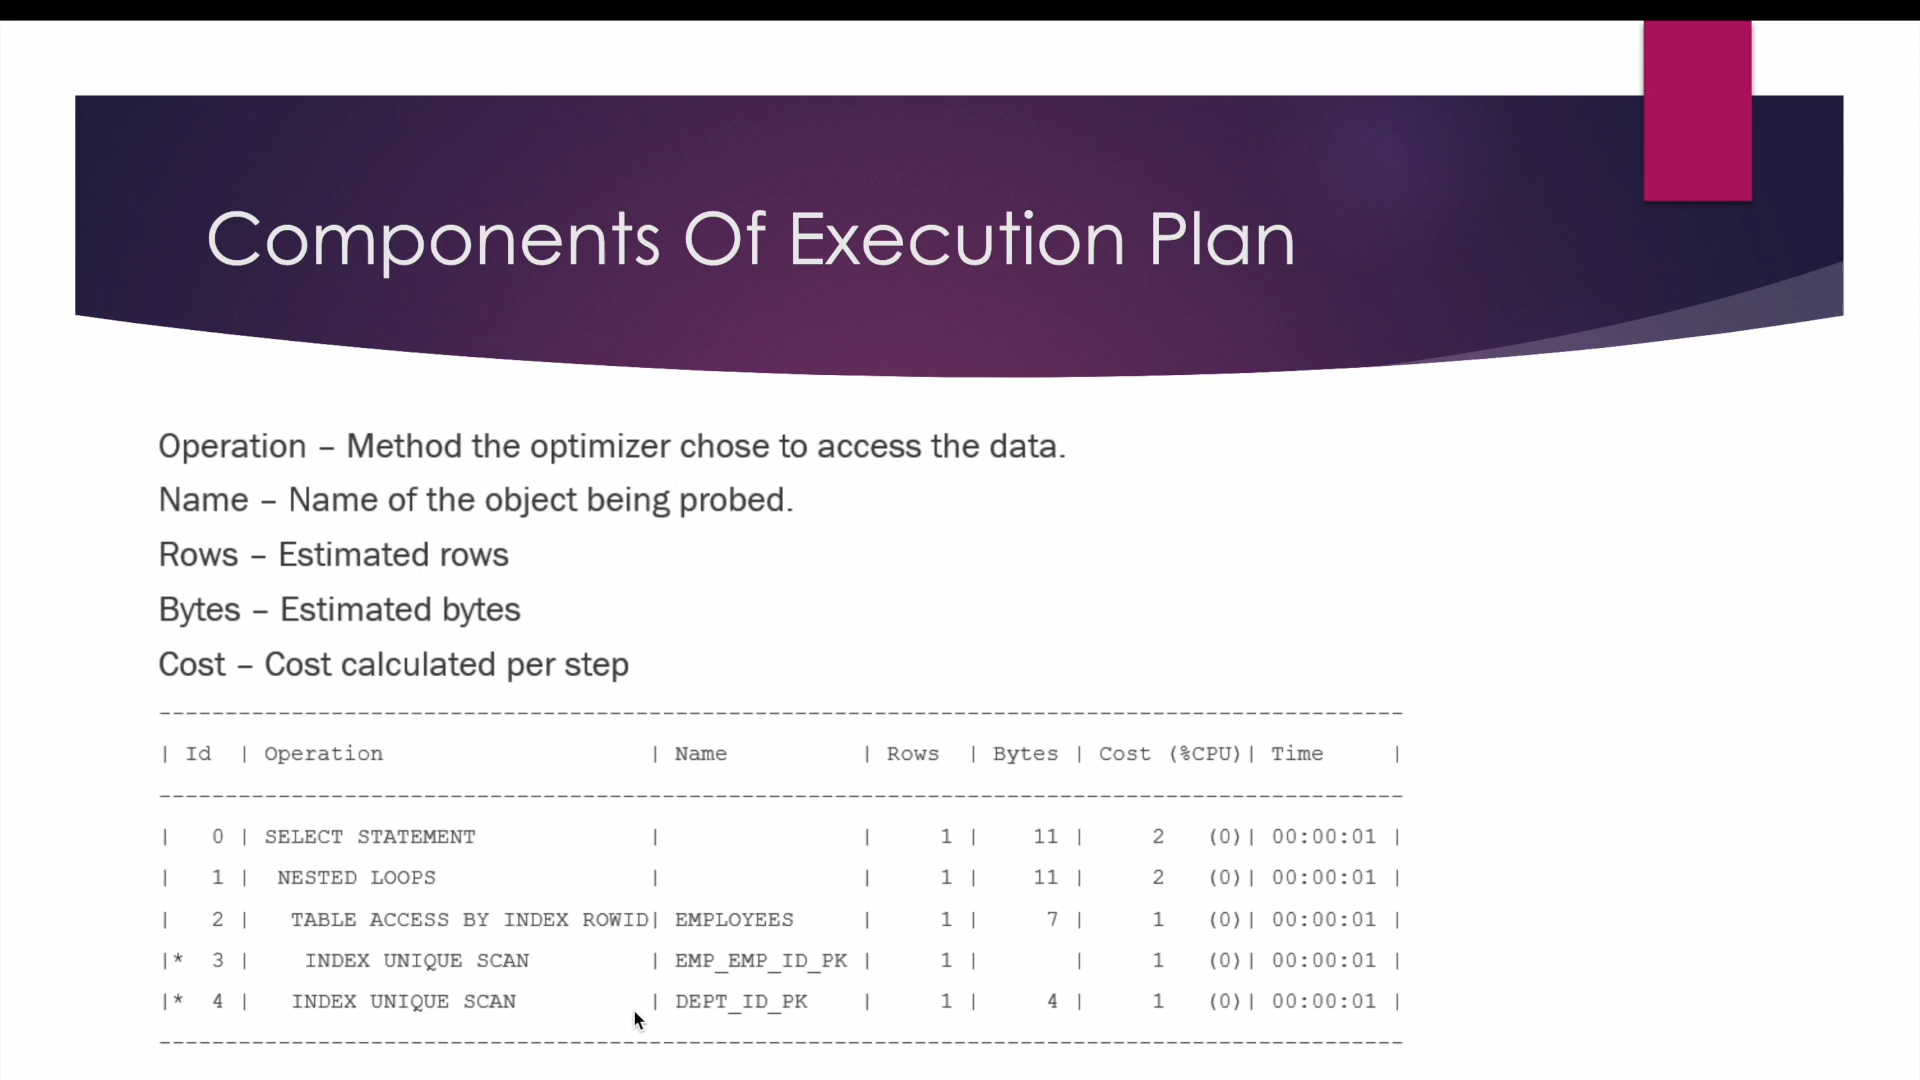 Components Of Execution Plan
Operation – Method the optimizer chose to access the data.
Name – Name of the object being probed.
Rows – Estimated rows
Bytes – Estimated bytes
Cost – Cost calculated per step
----------------------------------------------------------------------------------------------
| Id  | Operation                    | Name          | Rows  | Bytes | Cost (%CPU)| Time     |
----------------------------------------------------------------------------------------------
|   0 | SELECT STATEMENT             |               |     1 |    11 |     2   (0)| 00:00:01 |
|   1 |  NESTED LOOPS                |               |     1 |    11 |     2   (0)| 00:00:01 |
|   2 |   TABLE ACCESS BY INDEX ROWID| EMPLOYEES     |     1 |     7 |     1   (0)| 00:00:01 |
|*  3 |    INDEX UNIQUE SCAN         | EMP_EMP_ID_PK |     1 |       |     1   (0)| 00:00:01 |
|*  4 |   INDEX UNIQUE SCAN          | DEPT_ID_PK    |     1 |     4 |     1   (0)| 00:00:01 |
----------------------------------------------------------------------------------------------